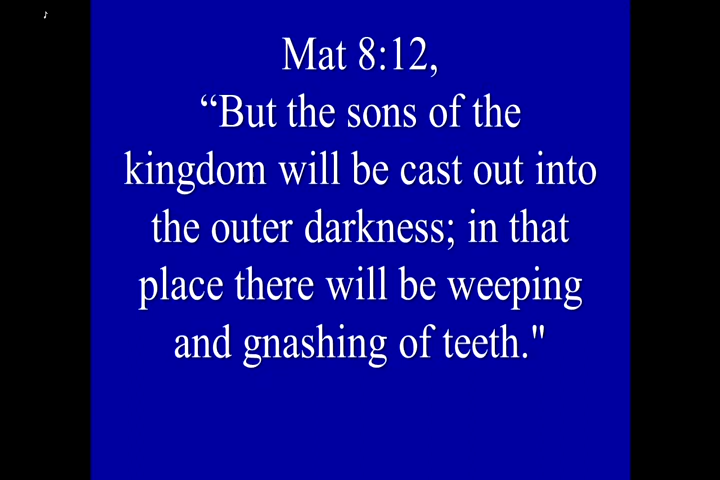 Mat 8:12,
“But the sons of the
kingdom will be cast out into
the outer darkness; in that
place there will be weeping
and gnashing of teeth."